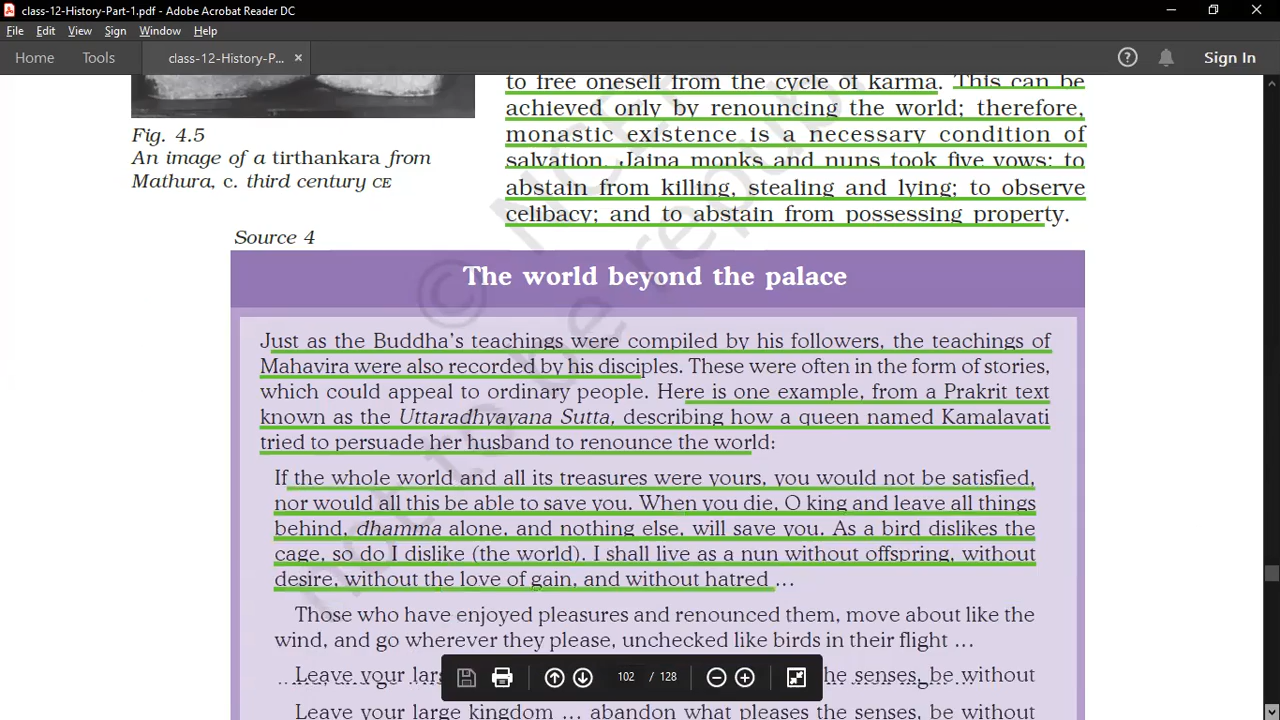 class-12-History-Part-1.pdf - Adobe Acrobat Reader DC
File Edit View Sign Window Help
Home Tools class-12-History-P... × Sign In
to free oneself from the cycle of karma. This can be
achieved only by renouncing the world; therefore,
monastic existence is a necessary condition of
salvation. Jaina monks and nuns took five vows: to
abstain from killing, stealing and lying; to observe
celibacy; and to abstain from possessing property.
Fig. 4.5
An image of a tirthankara from
Mathura, c. third century CE
Source 4
The world beyond the palace
Just as the Buddha's teachings were compiled by his followers, the teachings of
Mahavira were also recorded by his disciples. These were often in the form of stories,
which could appeal to ordinary people. Here is one example, from a Prakrit text
known as the Uttaradhyayana Sutta, describing how a queen named Kamalavati
tried to persuade her husband to renounce the world:
If the whole world and all its treasures were yours, you would not be satisfied,
nor would all this be able to save you. When you die, O king and leave all things
behind, dhamma alone, and nothing else, will save you. As a bird dislikes the
cage, so do I dislike (the world). I shall live as a nun without offspring, without
desire, without the love of gain, and without hatred ...
Those who have enjoyed pleasures and renounced them, move about like the
wind, and go wherever they please, unchecked like birds in their flight ...
Leave your he senses, be without
102 / 128
Leave your large kingdom ... abandon what pleases the senses, be without
© N
not to be repub